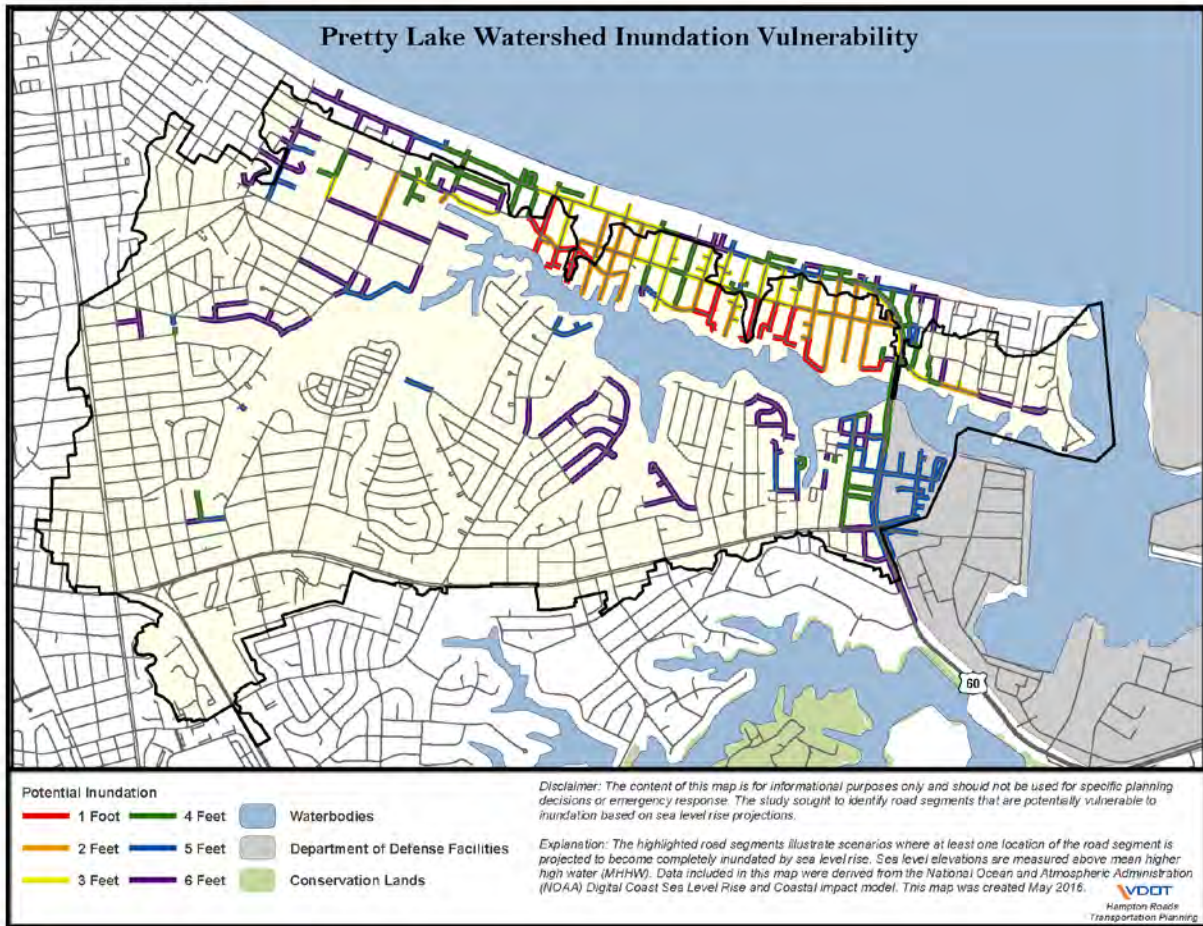 Pretty Lake Watershed Inundation Vulnerability
60
Potential Inundation
1 Foot
2 Feet
3 Feet
4 Feet
5 Feet
6 Feet
Waterbodies
Department of Defense Facilities
Conservation Lands
Disclaimer: The content of this map is for informational purposes only and should not be used for specific planning
decisions or emergency response. The study sought to identify road segments that are potentially vulnerable to
inundation based on sea level rise projections.
Explanation: The highlighted road segments illustrate scenarios where at least one location of the road segment is
projected to become completely inundated by sea level rise. Sea level elevations are measured above mean higher
high water (MHHW). Data included in this map were derived from the National Ocean and Atmospheric Administration
(NOAA) Digital Coast Sea Level Rise and Coastal impact model. This map was created May 2016.
VDOT
Hampton Roads
Transportation Planning